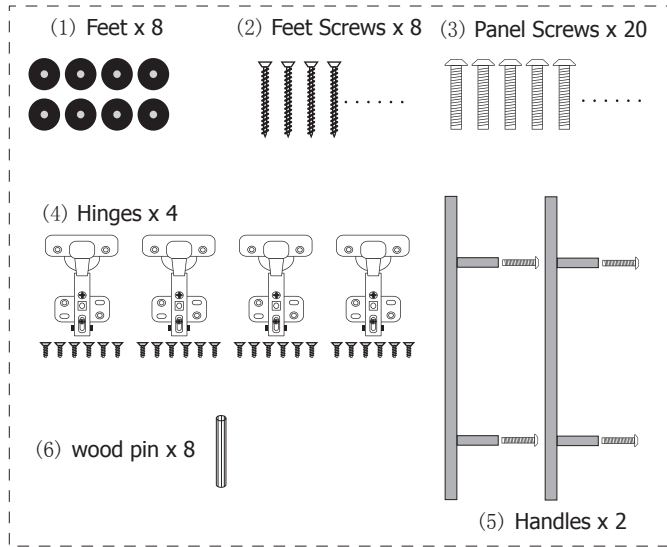 (1) Feet x 8
(2) Feet Screws x 8
(3) Panel Screws x 20
(4) Hinges x 4
(6) wood pin x 8
(5) Handles x 2